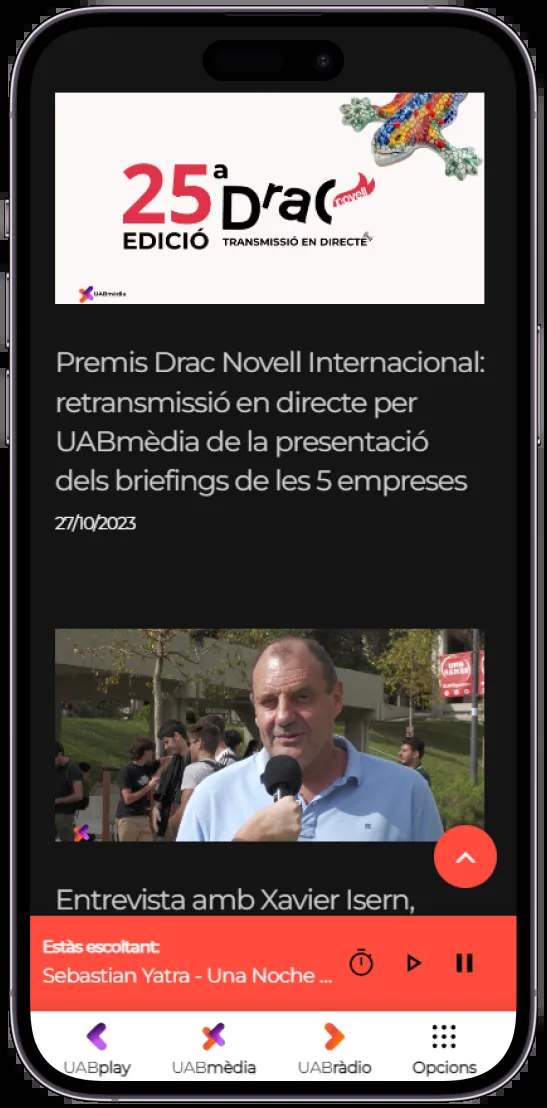 25a
Drac
novell
EDICIÓ
TRANSMISSIÓ EN DIRECTE
UABmèdia
Premis Drac Novell Internacional:
retransmissió en directe per
UABmèdia de la presentació
dels briefings de les 5 empreses
27/10/2023
Entrevista amb Xavier Isern,
Estàs escoltant:
Sebastian Yatra - Una Noche ...
UABplay
UABmèdia
UABràdio
Opcions